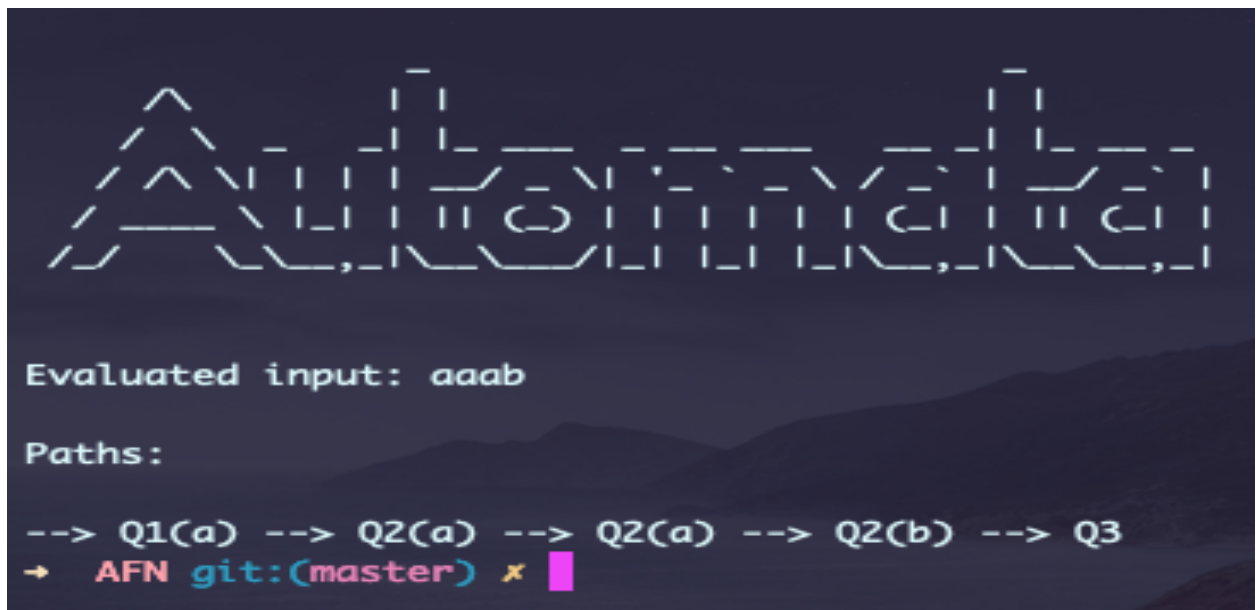 Automata
Evaluated input: aaab
Paths:
--> Q1(a) --> Q2(a) --> Q2(a) --> Q2(b) --> Q3
→ AFN git:(master) ✗